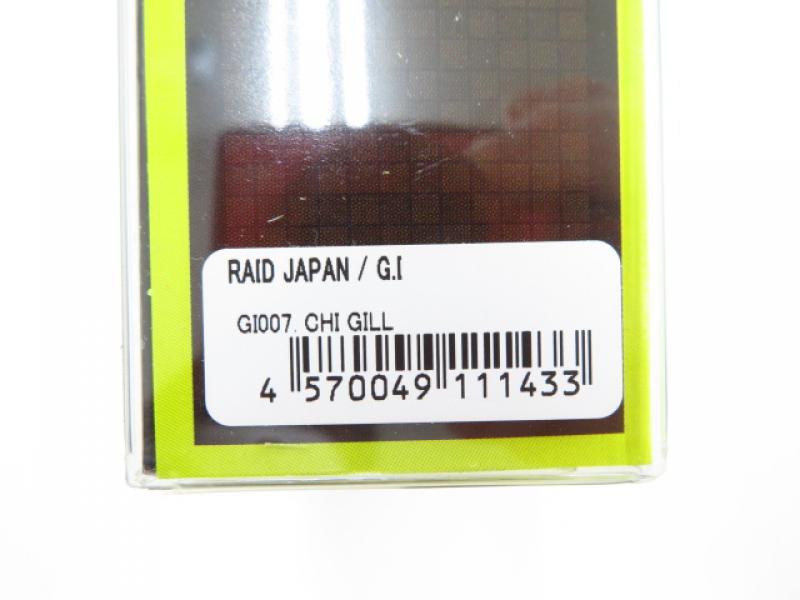 RAID JAPAN / G.I
GI007. CHI GILL
4 570049 111433